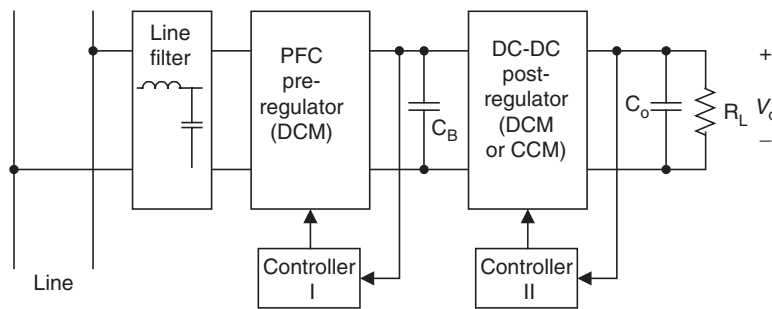 Line
filter
PFC
pre-
regulator
(DCM)
C_B
DC-DC
post-
regulator
(DCM
or CCM)
C_o
R_L
+
V_o
–
Controller
I
Controller
II
Line